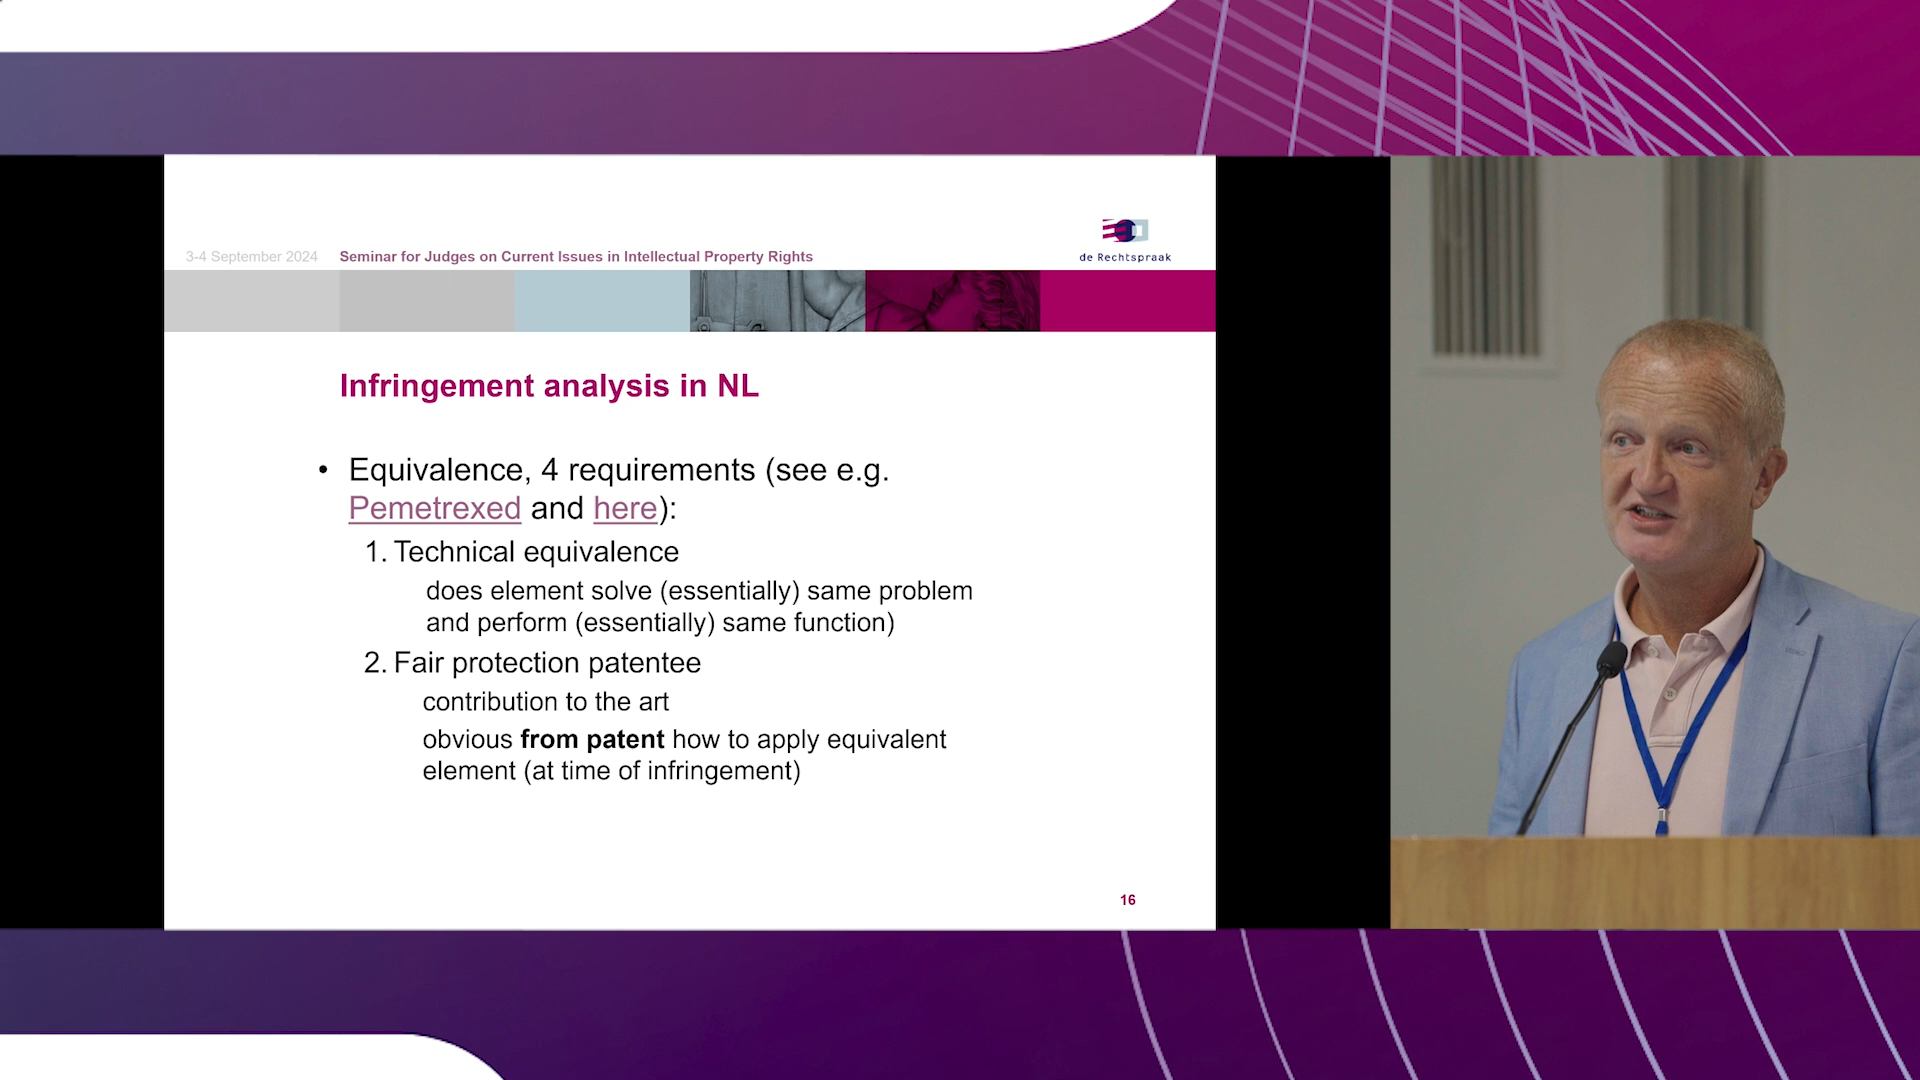 3-4 September 2024 Seminar for Judges on Current Issues in Intellectual Property Rights
de Rechtspraak
Infringement analysis in NL
• Equivalence, 4 requirements (see e.g.
Pemetrexed and here):
1. Technical equivalence
does element solve (essentially) same problem
and perform (essentially) same function)
2. Fair protection patentee
contribution to the art
obvious from patent how to apply equivalent
element (at time of infringement)
16